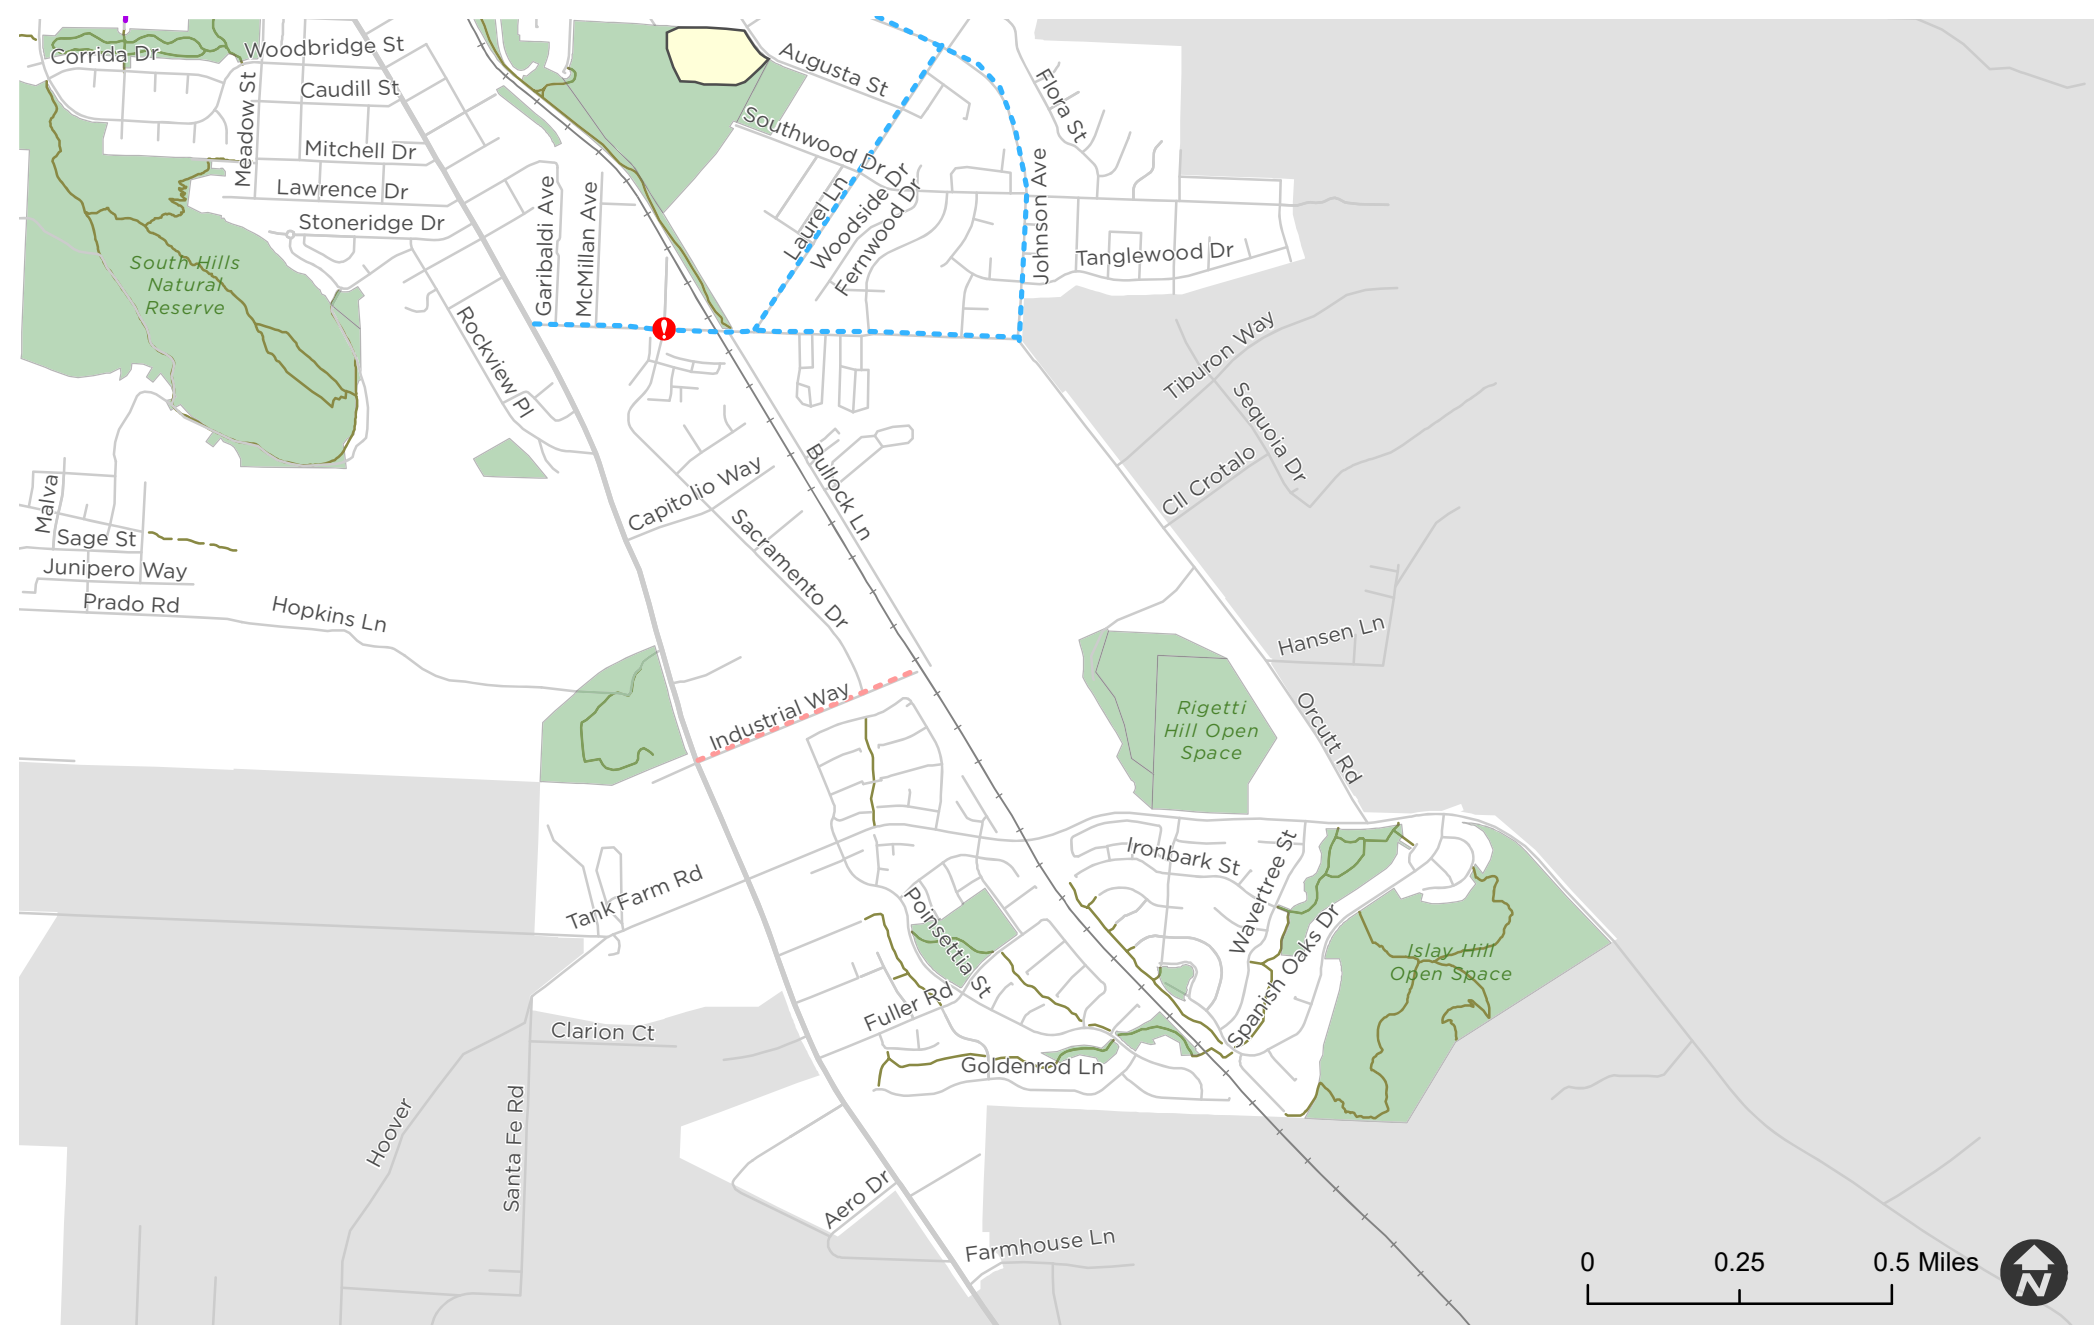 Corrida Dr
Woodbridge St
Caudill St
Meadow St
Mitchell Dr
Lawrence Dr
Stoneridge Dr
South Hills
Natural
Reserve
Garibaldi Ave
McMillan Ave
Rockview Pl
Augusta St
Southwood Dr
Laurel Ln
Woodside Dr
Fernwood Dr
Flora St
Johnson Ave
Tanglewood Dr
Tiburon Way
Sequoia Dr
Cll Crotalo
Hansen Ln
Orcutt Rd
Bullock Ln
Capitolio Way
Sacramento Dr
Industrial Way
Malva
Sage St
Junipero Way
Prado Rd
Hopkins Ln
Rigetti
Hill Open
Space
Ironbark St
Wavertree St
Spanish Oaks Dr
Islay Hill
Open Space
Tank Farm Rd
Poinsettia St
Fuller Rd
Goldenrod Ln
Clarion Ct
Hoover
Santa Fe Rd
Aero Dr
Farmhouse Ln
0 0.25 0.5 Miles
N